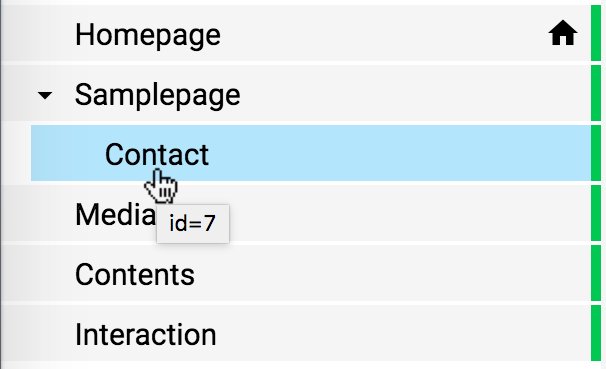 Homepage
Samplepage
Contact
Media
id=7
Contents
Interaction